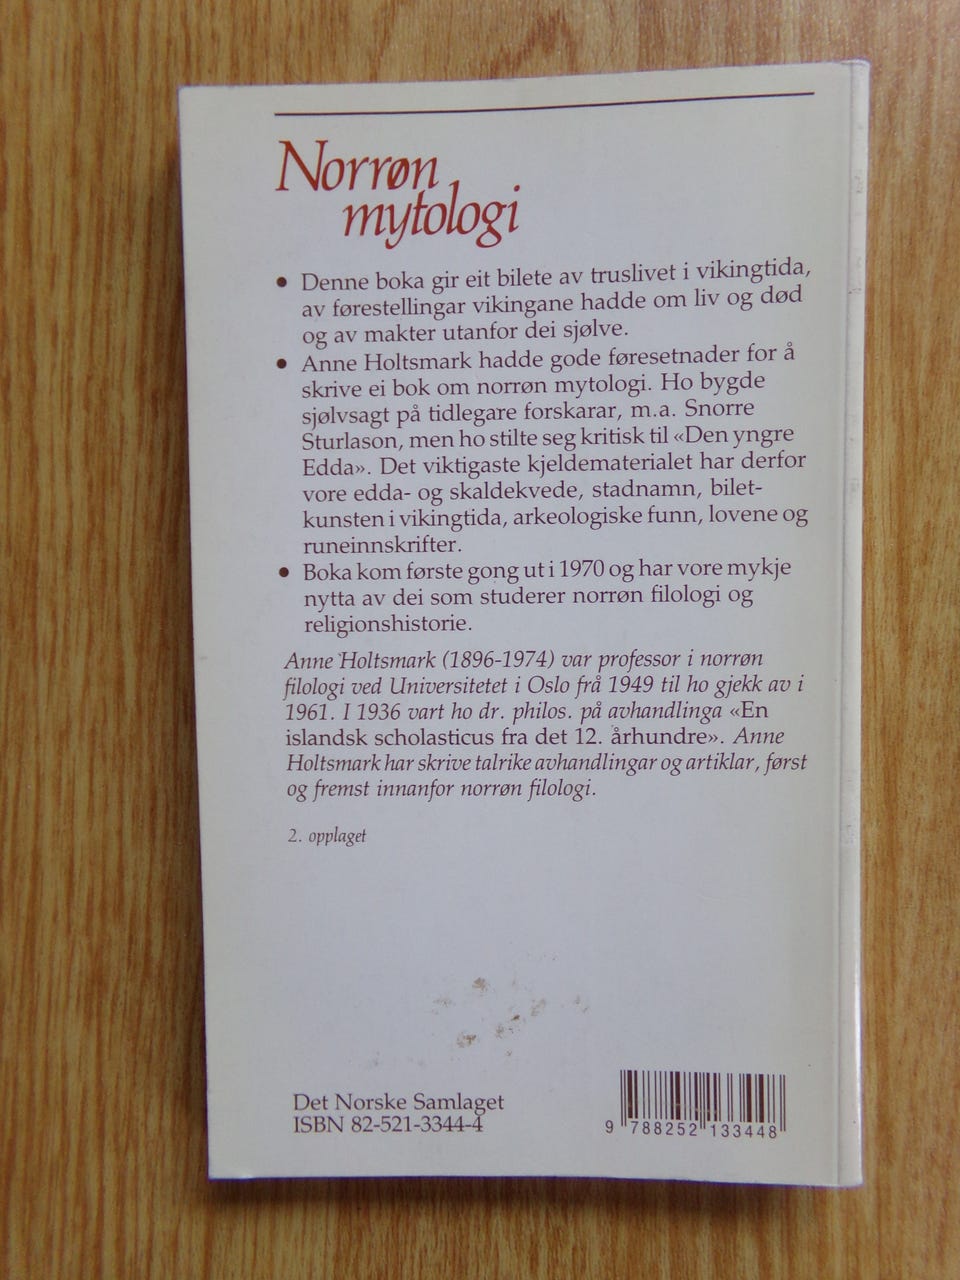 Norrøn
mytologi
• Denne boka gir eit bilete av truslivet i vikingtida,
av førestellingar vikingane hadde om liv og død
og av makter utanfor dei sjølve.
• Anne Holtsmark hadde gode føresetnader for å
skrive ei bok om norrøn mytologi. Ho bygde
sjølvsagt på tidlegare forskarar, m.a. Snorre
Sturlason, men ho stilte seg kritisk til «Den yngre
Edda». Det viktigaste kjeldematerialet har derfor
vore edda- og skaldekvede, stadnamn, bilet-
kunsten i vikingtida, arkeologiske funn, lovene og
runeinnskrifter.
• Boka kom første gong ut i 1970 og har vore mykje
nytta av dei som studerer norrøn filologi og
religionshistorie.
Anne Holtsmark (1896-1974) var professor i norrøn
filologi ved Universitetet i Oslo frå 1949 til ho gjekk av i
1961. I 1936 vart ho dr. philos. på avhandlinga «En
islandsk scholasticus fra det 12. århundre». Anne
Holtsmark har skrive talrike avhandlingar og artiklar, først
og fremst innanfor norrøn filologi.
2. opplaget
Det Norske Samlaget
ISBN 82-521-3344-4
9 788252 133448